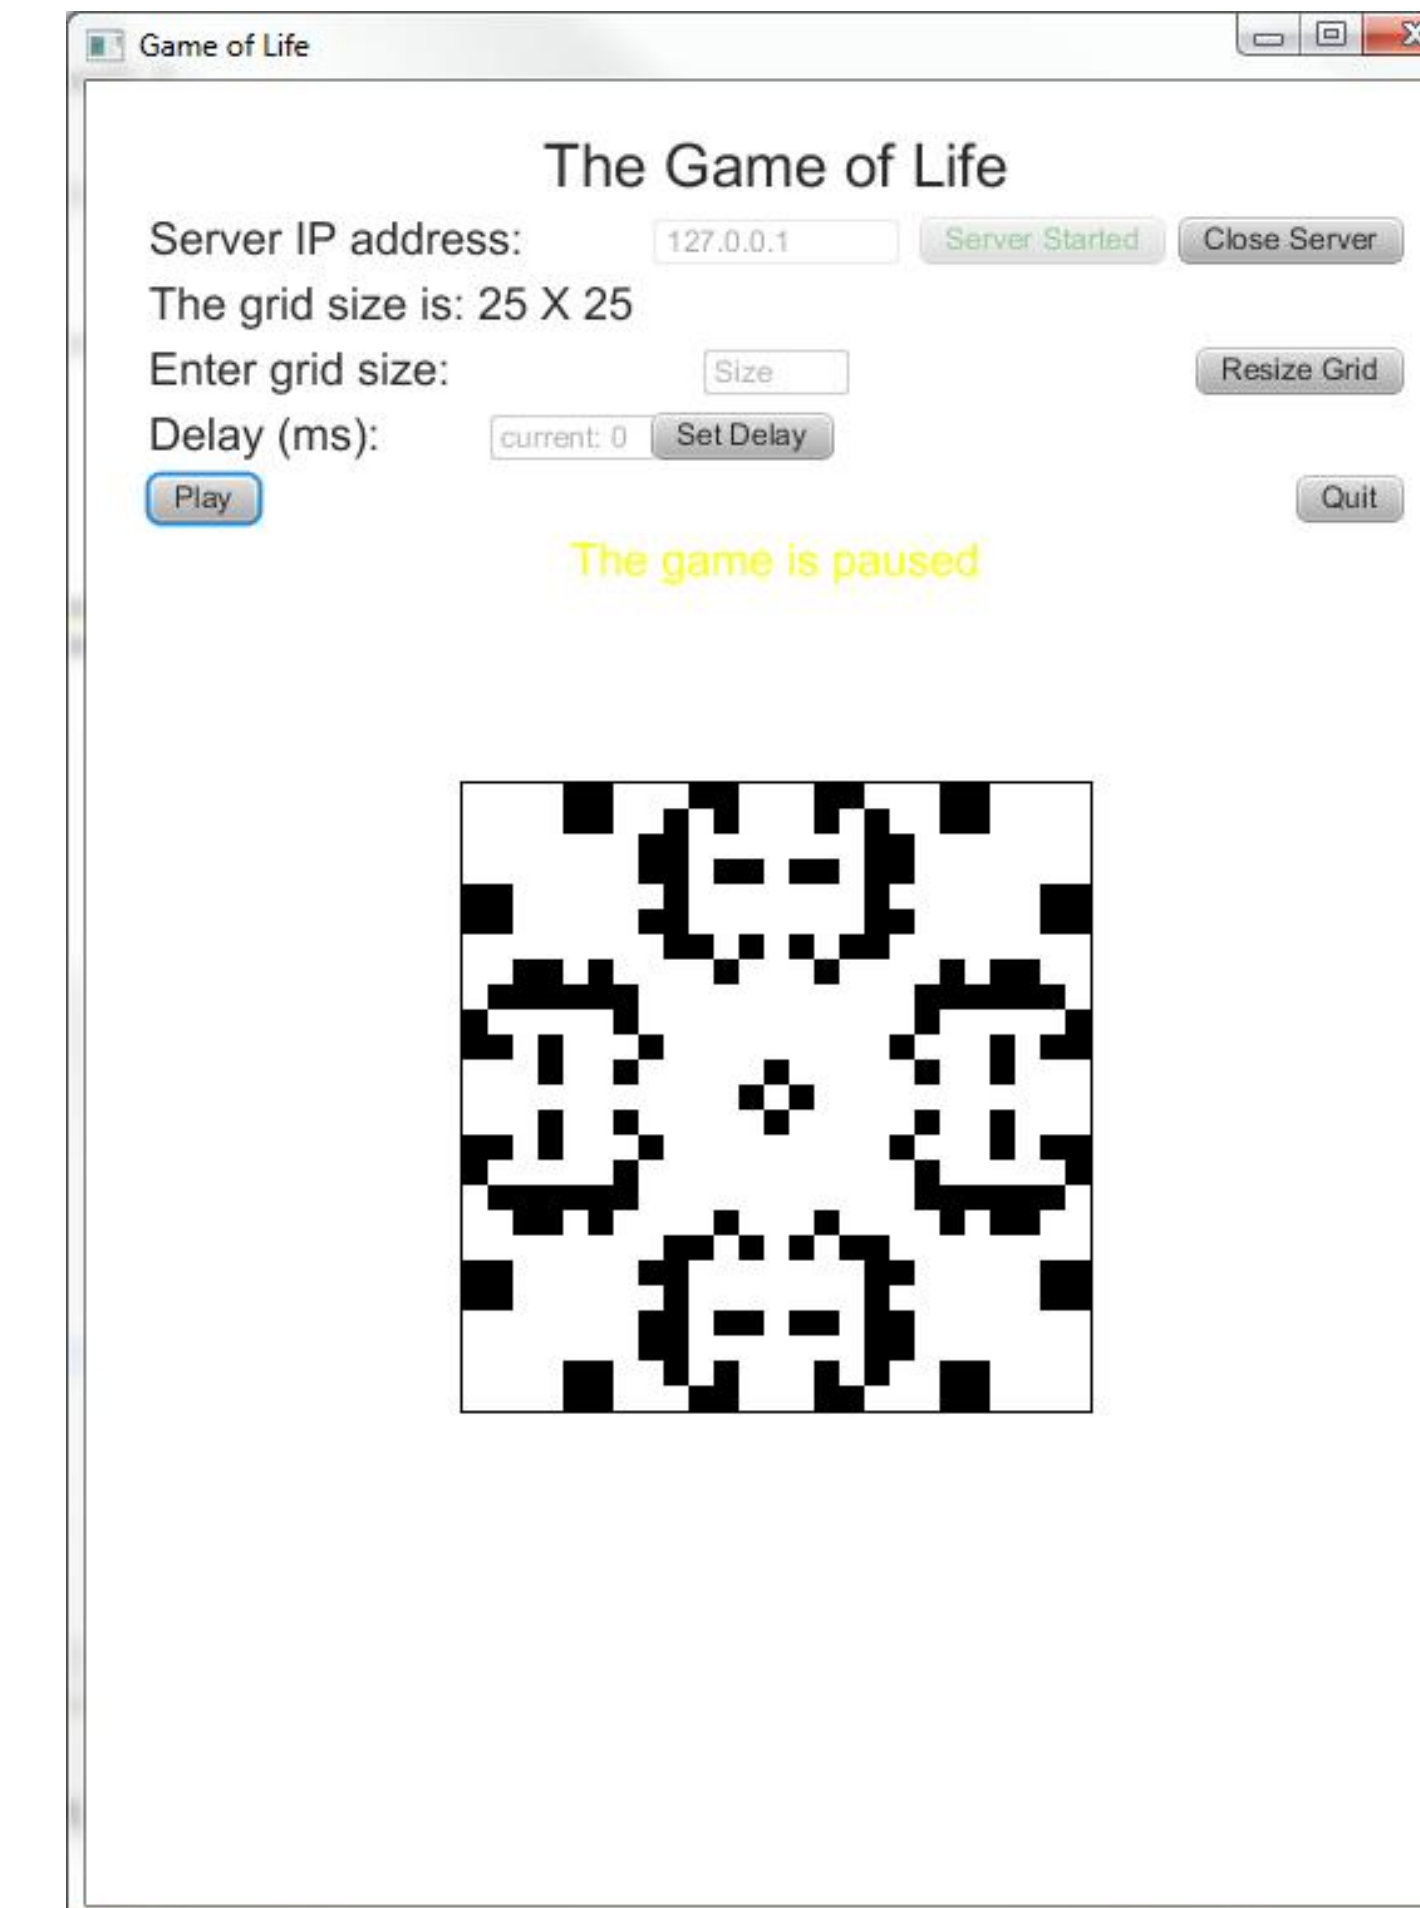 Game of Life
The Game of Life
Server IP address: 127.0.0.1 Server Started Close Server
The grid size is: 25 X 25
Enter grid size: Size Resize Grid
Delay (ms): current: 0 Set Delay
Play Quit
The game is paused